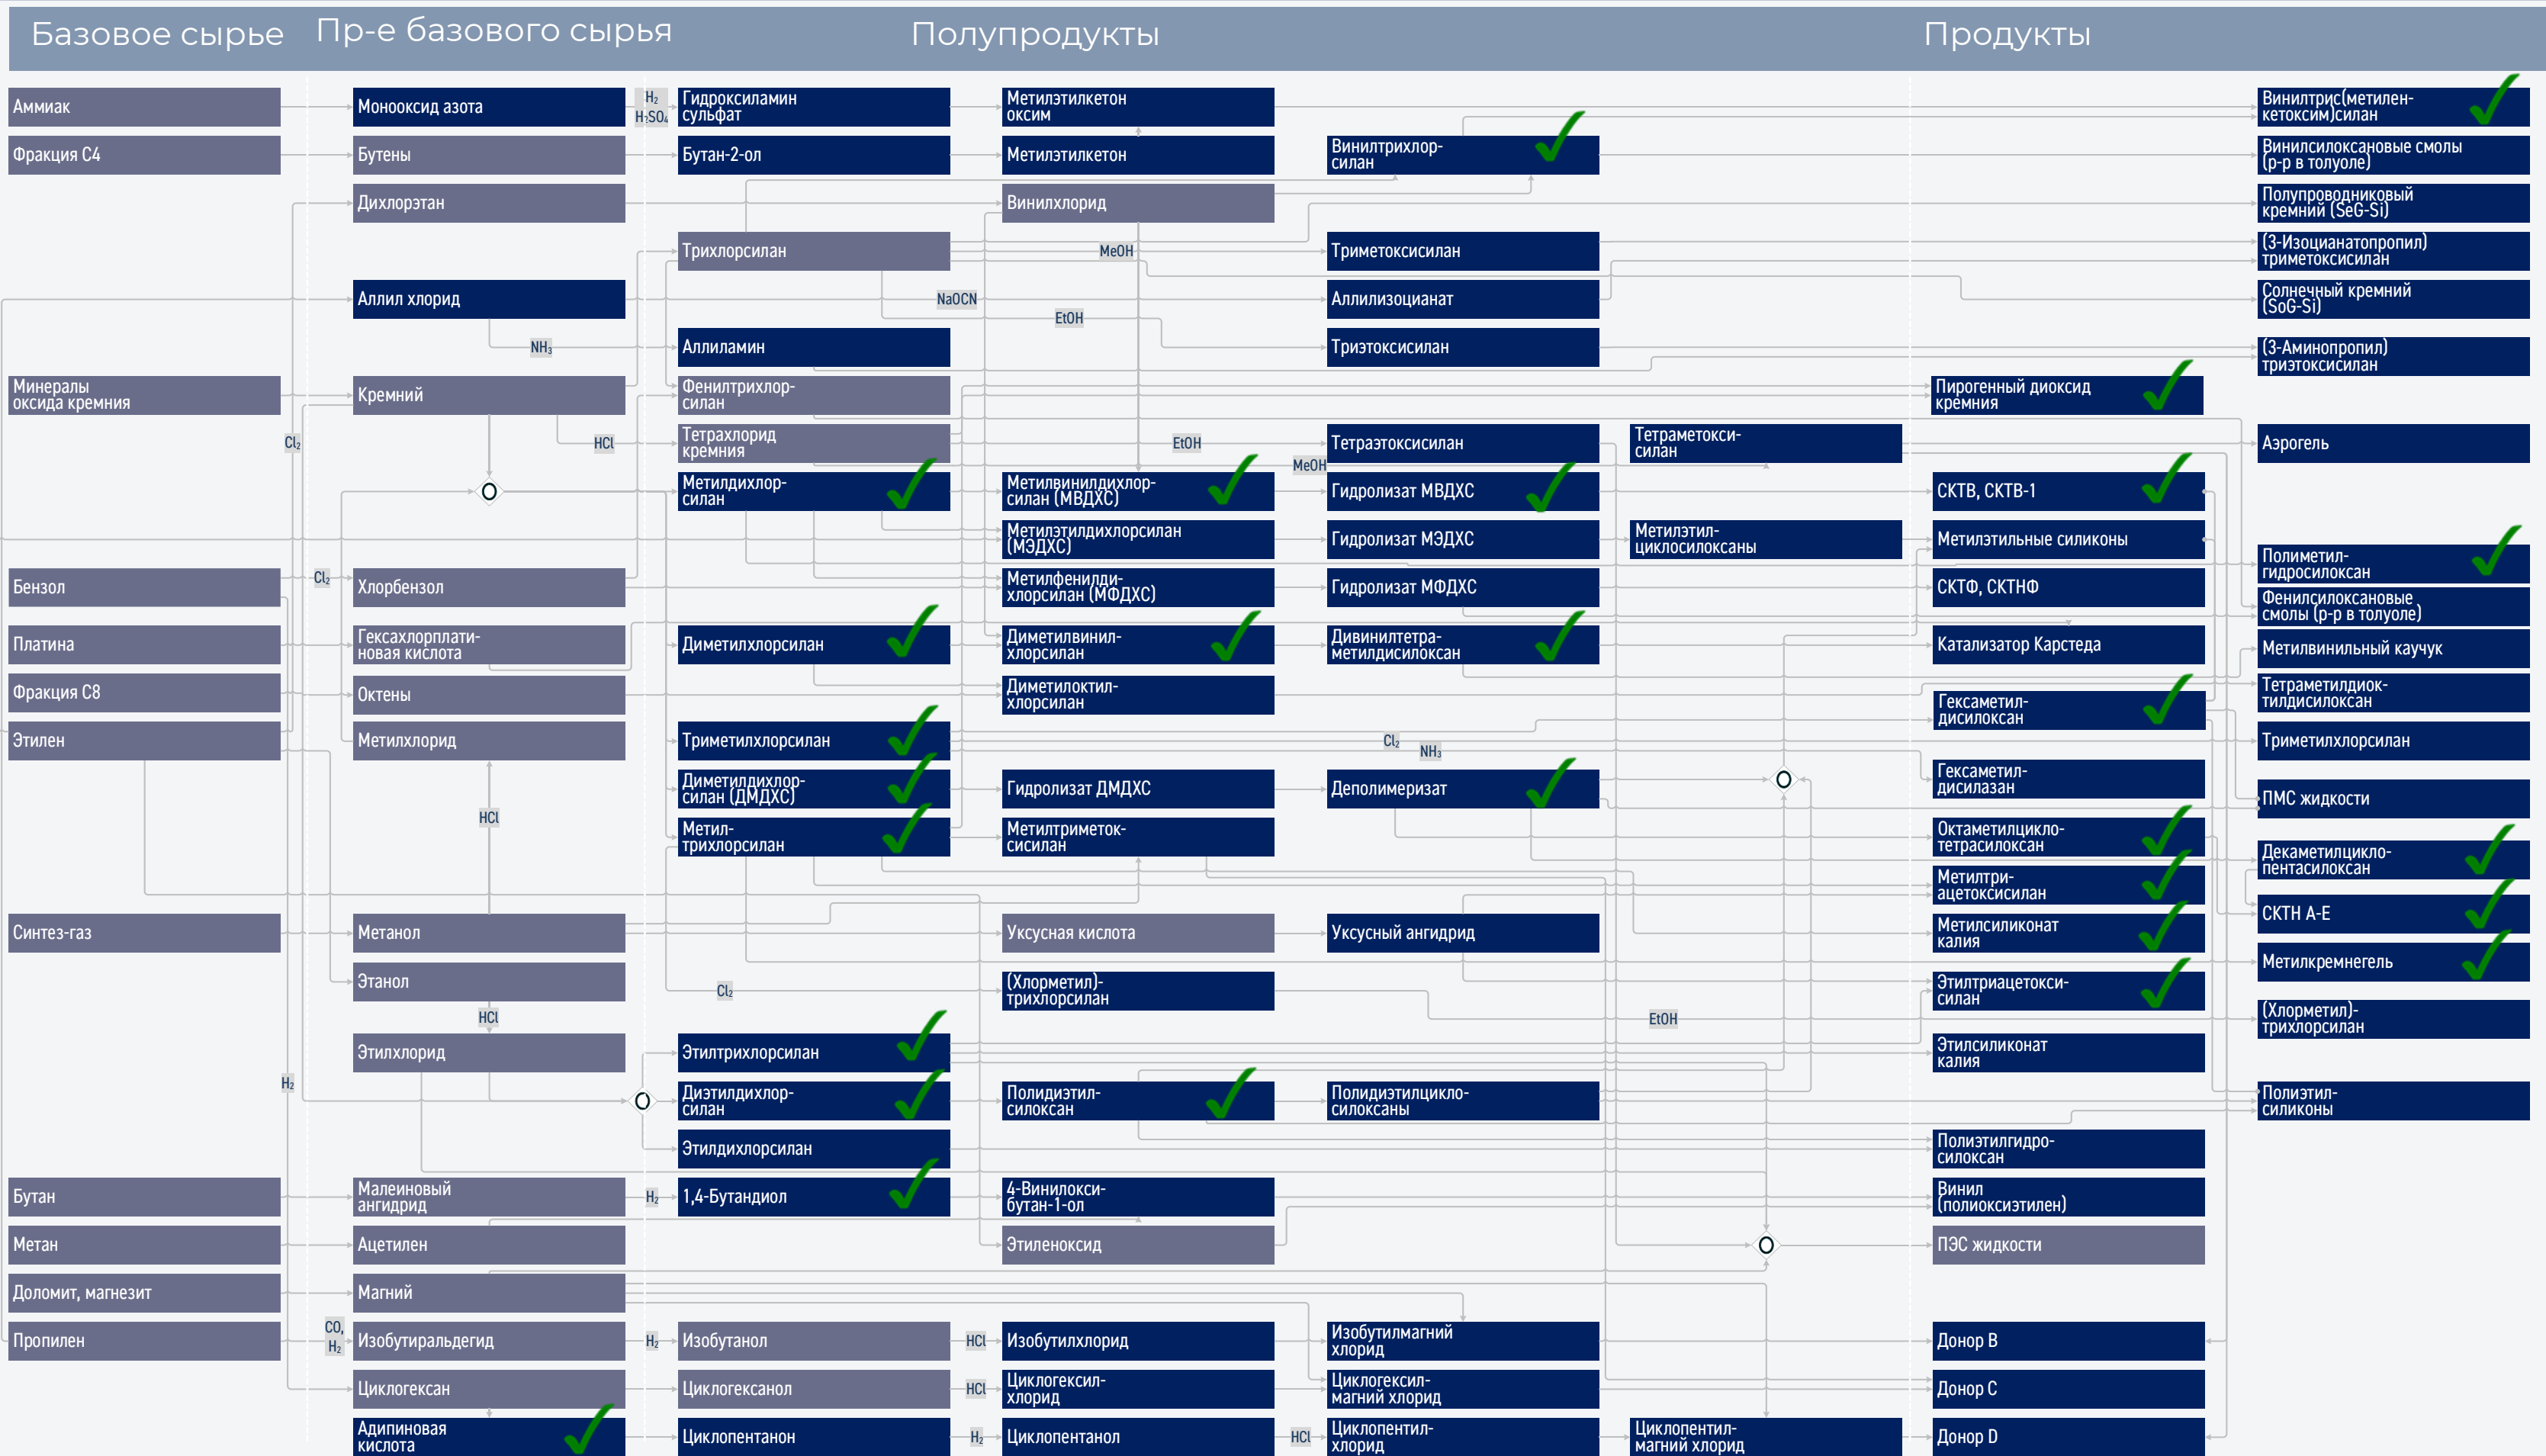 Базовое сырье
Пр-е базового сырья
Полупродукты
Продукты
Аммиак
Монооксид азота
H₂
H₂SO₄
Гидроксиламин
сульфат
Метилэтилкетон
оксим
Винилтрис(метилен-
кетоксим)силан
Фракция С4
Бутены
Бутан-2-ол
Метилэтилкетон
Винилтрихлор-
силан
Винилсилоксановые смолы
(р-р в толуоле)
Дихлорэтан
Винилхлорид
Полупроводниковый
кремний (SeG-Si)
Трихлорсилан
MeOH
Триметоксисилан
(3-Изоцианатопропил)
триметоксисилан
Аллил хлорид
NaOCN
Аллилизоцианат
Солнечный кремний
(SoG-Si)
EtOH
NH₃
Аллиламин
Триэтоксисилан
(3-Аминопропил)
триэтоксисилан
Минералы
оксида кремния
Кремний
Фенилтрихлор-
силан
Пирогенный диоксид
кремния
Cl₂
HCl
Тетрахлорид
кремния
EtOH
Тетраэтоксисилан
Тетраметокси-
силан
Аэрогель
MeOH
Метилдихлор-
силан
Метилвинилдихлор-
силан (МВДХС)
Гидролизат МВДХС
СКТВ, СКТВ-1
Метилэтилдихлорсилан
(МЭДХС)
Гидролизат МЭДХС
Метилэтил-
циклосилоксаны
Метилэтильные силиконы
Полиметил-
гидросилоксан
Бензол
Cl₂
Хлорбензол
Метилфенилди-
хлорсилан (МФДХС)
Гидролизат МФДХС
СКТФ, СКТНФ
Фенилсилоксановые
смолы (р-р в толуоле)
Платина
Гексахлорплати-
новая кислота
Диметилхлорсилан
Диметилвинил-
хлорсилан
Дивинилтетра-
метилдисилоксан
Катализатор Карстеда
Метилвинильный каучук
Фракция С8
Октены
Диметилоктил-
хлорсилан
Гексаметил-
дисилоксан
Тетраметилдиок-
тилдисилоксан
Этилен
Метилхлорид
Триметилхлорсилан
Cl₂
NH₃
Триметилхлорсилан
Диметилдихлор-
силан (ДМДХС)
Гидролизат ДМДХС
Деполимеризат
Гексаметил-
дисилазан
ПМС жидкости
HCl
Метил-
трихлорсилан
Метилтриметок-
сисилан
Октаметилцикло-
тетрасилоксан
Декаметилцикло-
пентасилоксан
Метилтри-
ацетоксисилан
Синтез-газ
Метанол
Уксусная кислота
Уксусный ангидрид
Метилсиликонат
калия
СКТН А-Е
Метилкремнегель
Этанол
Cl₂
(Хлорметил)-
трихлорсилан
Этилтриацетокси-
силан
HCl
EtOH
(Хлорметил)-
трихлорсилан
Этилхлорид
Этилтрихлорсилан
Этилсиликонат
калия
H₂
Диэтилдихлор-
силан
Полидиэтил-
силоксан
Полидиэтилцикло-
силоксаны
Полиэтил-
силиконы
Этилдихлорсилан
Полиэтилгидро-
силоксан
Бутан
Малеиновый
ангидрид
H₂
1,4-Бутандиол
4-Винилокси-
бутан-1-ол
Винил
(полиоксиэтилен)
Метан
Ацетилен
Этиленоксид
ПЭС жидкости
Доломит, магнезит
Магний
Пропилен
CO,
H₂
Изобутиральдегид
H₂
Изобутанол
HCl
Изобутилхлорид
Изобутилмагний
хлорид
Донор B
Циклогексан
Циклогексанол
HCl
Циклогексил-
хлорид
Циклогексил-
магний хлорид
Донор C
Адипиновая
кислота
Циклопентанон
H₂
Циклопентанол
HCl
Циклопентил-
хлорид
Циклопентил-
магний хлорид
Донор D